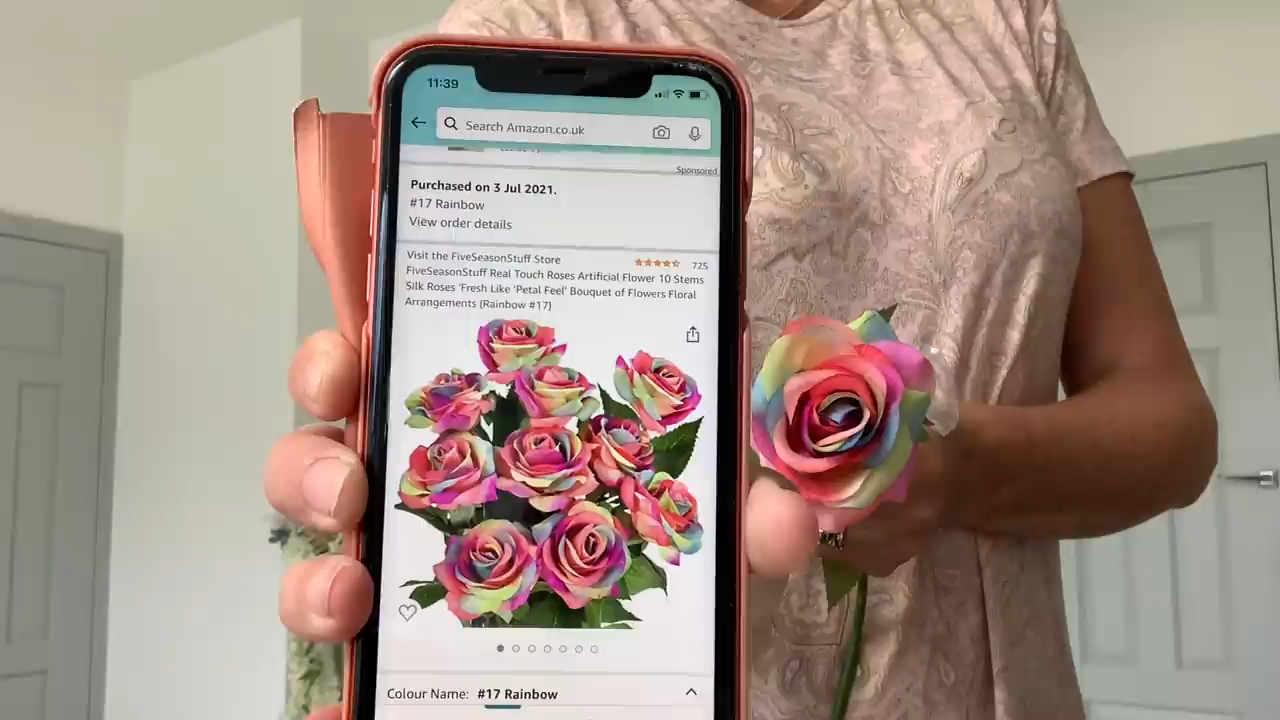 11:39
Search Amazon.co.uk
Sponsored
Purchased on 3 Jul 2021.
#17 Rainbow
View order details
Visit the FiveSeasonStuff Store
725
FiveSeasonStuff Real Touch Roses Artificial Flower 10 Stems
Silk Roses 'Fresh Like 'Petal Feel' Bouquet of Flowers Floral
Arrangements (Rainbow #17)
Colour Name: #17 Rainbow